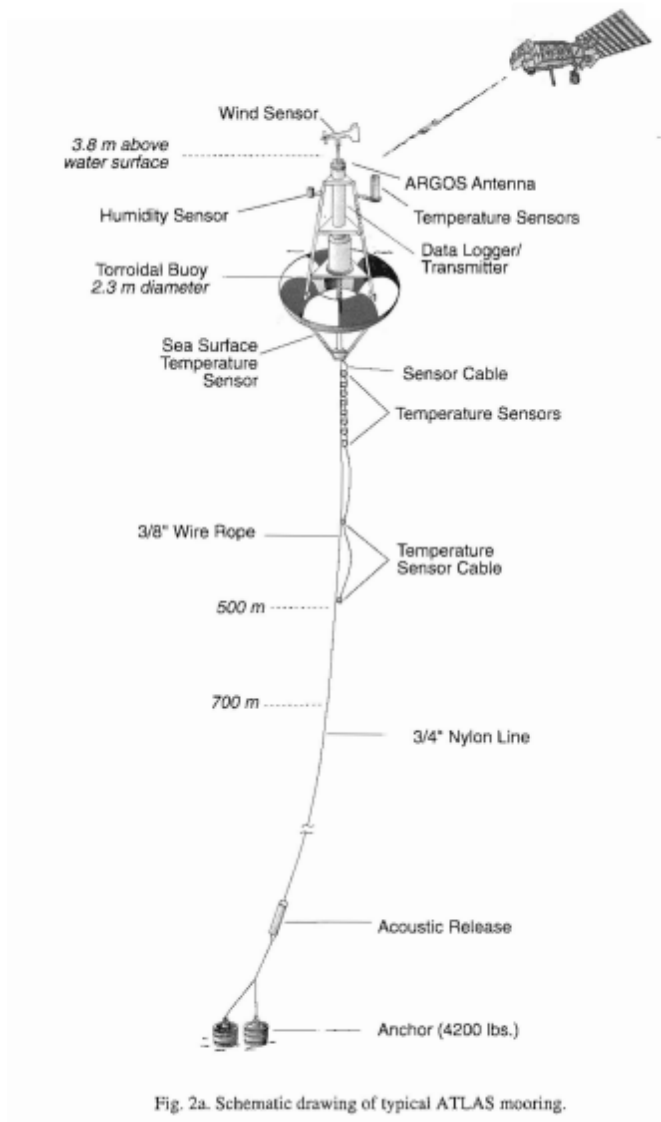 Wind Sensor
3.8 m above
water surface
ARGOS Antenna
Humidity Sensor
Temperature Sensors
Data Logger/
Transmitter
Torroidal Buoy
2.3 m diameter
Sea Surface
Temperature
Sensor
Sensor Cable
Temperature Sensors
3/8" Wire Rope
Temperature
Sensor Cable
500 m
700 m
3/4" Nylon Line
Acoustic Release
Anchor (4200 lbs.)
Fig. 2a. Schematic drawing of typical ATLAS mooring.